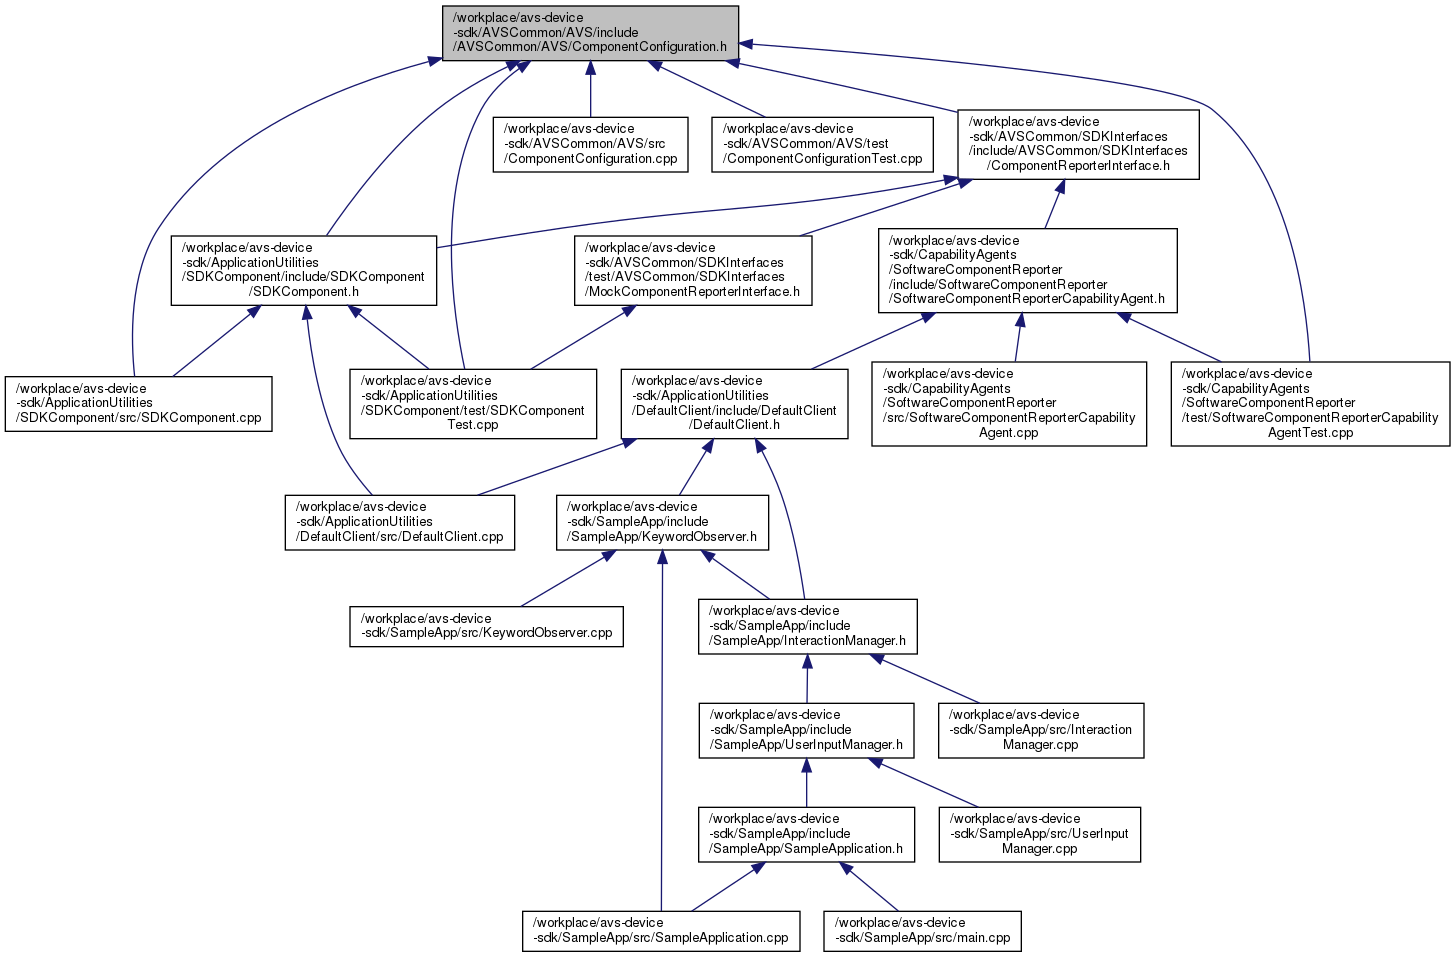 /workplace/avs-device
-sdk/AVSCommon/AVS/include
/AVSCommon/AVS/ComponentConfiguration.h
/workplace/avs-device
-sdk/AVSCommon/AVS/src
/ComponentConfiguration.cpp
/workplace/avs-device
-sdk/AVSCommon/AVS/test
/ComponentConfigurationTest.cpp
/workplace/avs-device
-sdk/AVSCommon/SDKInterfaces
/include/AVSCommon/SDKInterfaces
/ComponentReporterInterface.h
/workplace/avs-device
-sdk/ApplicationUtilities
/SDKComponent/include/SDKComponent
/SDKComponent.h
/workplace/avs-device
-sdk/AVSCommon/SDKInterfaces
/test/AVSCommon/SDKInterfaces
/MockComponentReporterInterface.h
/workplace/avs-device
-sdk/CapabilityAgents
/SoftwareComponentReporter
/include/SoftwareComponentReporter
/SoftwareComponentReporterCapabilityAgent.h
/workplace/avs-device
-sdk/ApplicationUtilities
/SDKComponent/src/SDKComponent.cpp
/workplace/avs-device
-sdk/ApplicationUtilities
/SDKComponent/test/SDKComponent
Test.cpp
/workplace/avs-device
-sdk/ApplicationUtilities
/DefaultClient/include/DefaultClient
/DefaultClient.h
/workplace/avs-device
-sdk/CapabilityAgents
/SoftwareComponentReporter
/src/SoftwareComponentReporterCapability
Agent.cpp
/workplace/avs-device
-sdk/CapabilityAgents
/SoftwareComponentReporter
/test/SoftwareComponentReporterCapability
AgentTest.cpp
/workplace/avs-device
-sdk/ApplicationUtilities
/DefaultClient/src/DefaultClient.cpp
/workplace/avs-device
-sdk/SampleApp/include
/SampleApp/KeywordObserver.h
/workplace/avs-device
-sdk/SampleApp/src/KeywordObserver.cpp
/workplace/avs-device
-sdk/SampleApp/include
/SampleApp/InteractionManager.h
/workplace/avs-device
-sdk/SampleApp/include
/SampleApp/UserInputManager.h
/workplace/avs-device
-sdk/SampleApp/src/Interaction
Manager.cpp
/workplace/avs-device
-sdk/SampleApp/include
/SampleApp/SampleApplication.h
/workplace/avs-device
-sdk/SampleApp/src/UserInput
Manager.cpp
/workplace/avs-device
-sdk/SampleApp/src/SampleApplication.cpp
/workplace/avs-device
-sdk/SampleApp/src/main.cpp